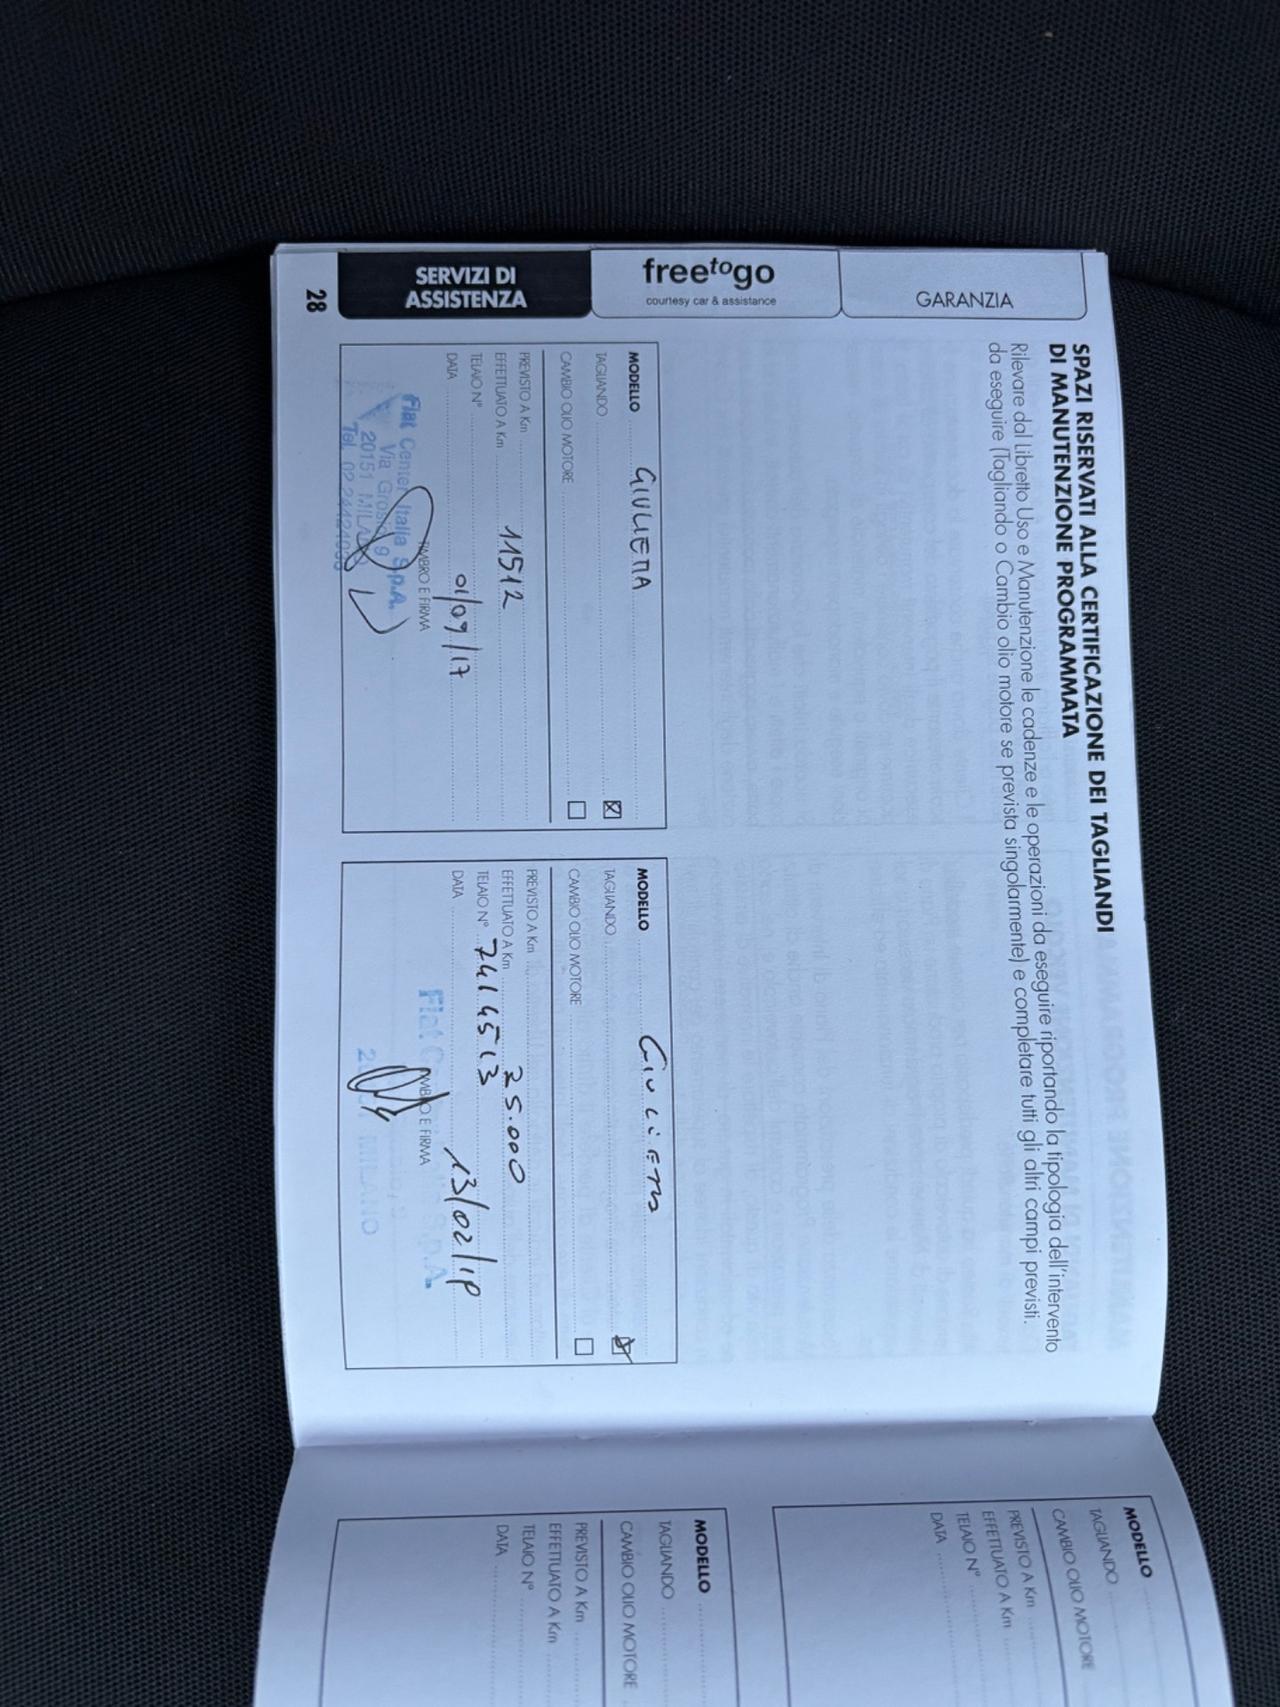 GARANZIA
freetogo
courtesy car & assistance
SERVIZI DI
ASSISTENZA
28
SPAZI RISERVATI ALLA CERTIFICAZIONE DEI TAGLIANDI
DI MANUTENZIONE PROGRAMMATA
Rilevare dal Libretto Uso e Manutenzione le cadenze e le operazioni da eseguire riportando la tipologia dell'intervento
da eseguire (Tagliando o Cambio olio motore se prevista singolarmente) e completare tutti gli altri campi previsti.
MODELLO GIULIETTA
TAGLIANDO
CAMBIO OLIO MOTORE
PREVISTO A Km
EFFETTUATO A Km 11512
TELAIO N°
DATA 01/09/17
TIMBRO E FIRMA
Fiat Center Italia S.p.A.
Via Grosio, 9
20151 MILANO
Tel. 02
MODELLO
TAGLIANDO
CAMBIO OLIO MOTORE
PREVISTO A Km
EFFETTUATO A Km 25.000
TELAIO N°
DATA
TIMBRO E FIRMA
Fiat S.p.A.
MILANO
MODELLO
TAGLIANDO
CAMBIO OLIO MOTORE
PREVISTO A Km
EFFETTUATO A Km
TELAIO N°
DATA
MODELLO
TAGLIANDO
CAMBIO OLIO MOTORE
PREVISTO A Km
EFFETTUATO A Km
TELAIO N°
DATA